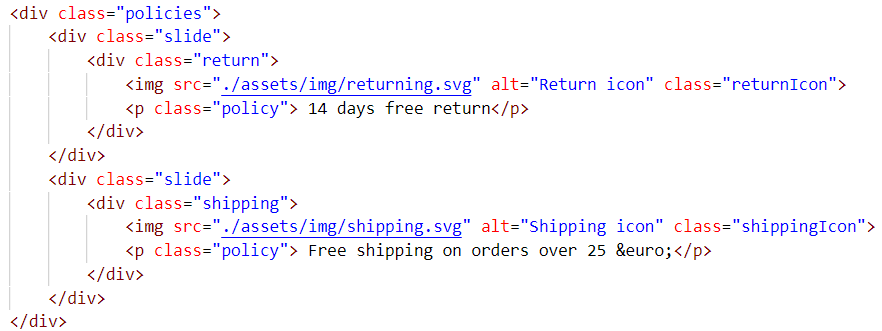 <div class="policies">
<div class="slide">
<div class="return">
<img src="./assets/img/returning.svg" alt="Return icon" class="returnIcon">
<p class="policy"> 14 days free return</p>
</div>
</div>
<div class="slide">
<div class="shipping">
<img src="./assets/img/shipping.svg" alt="Shipping icon" class="shippingIcon">
<p class="policy"> Free shipping on orders over 25 &euro;</p>
</div>
</div>
</div>